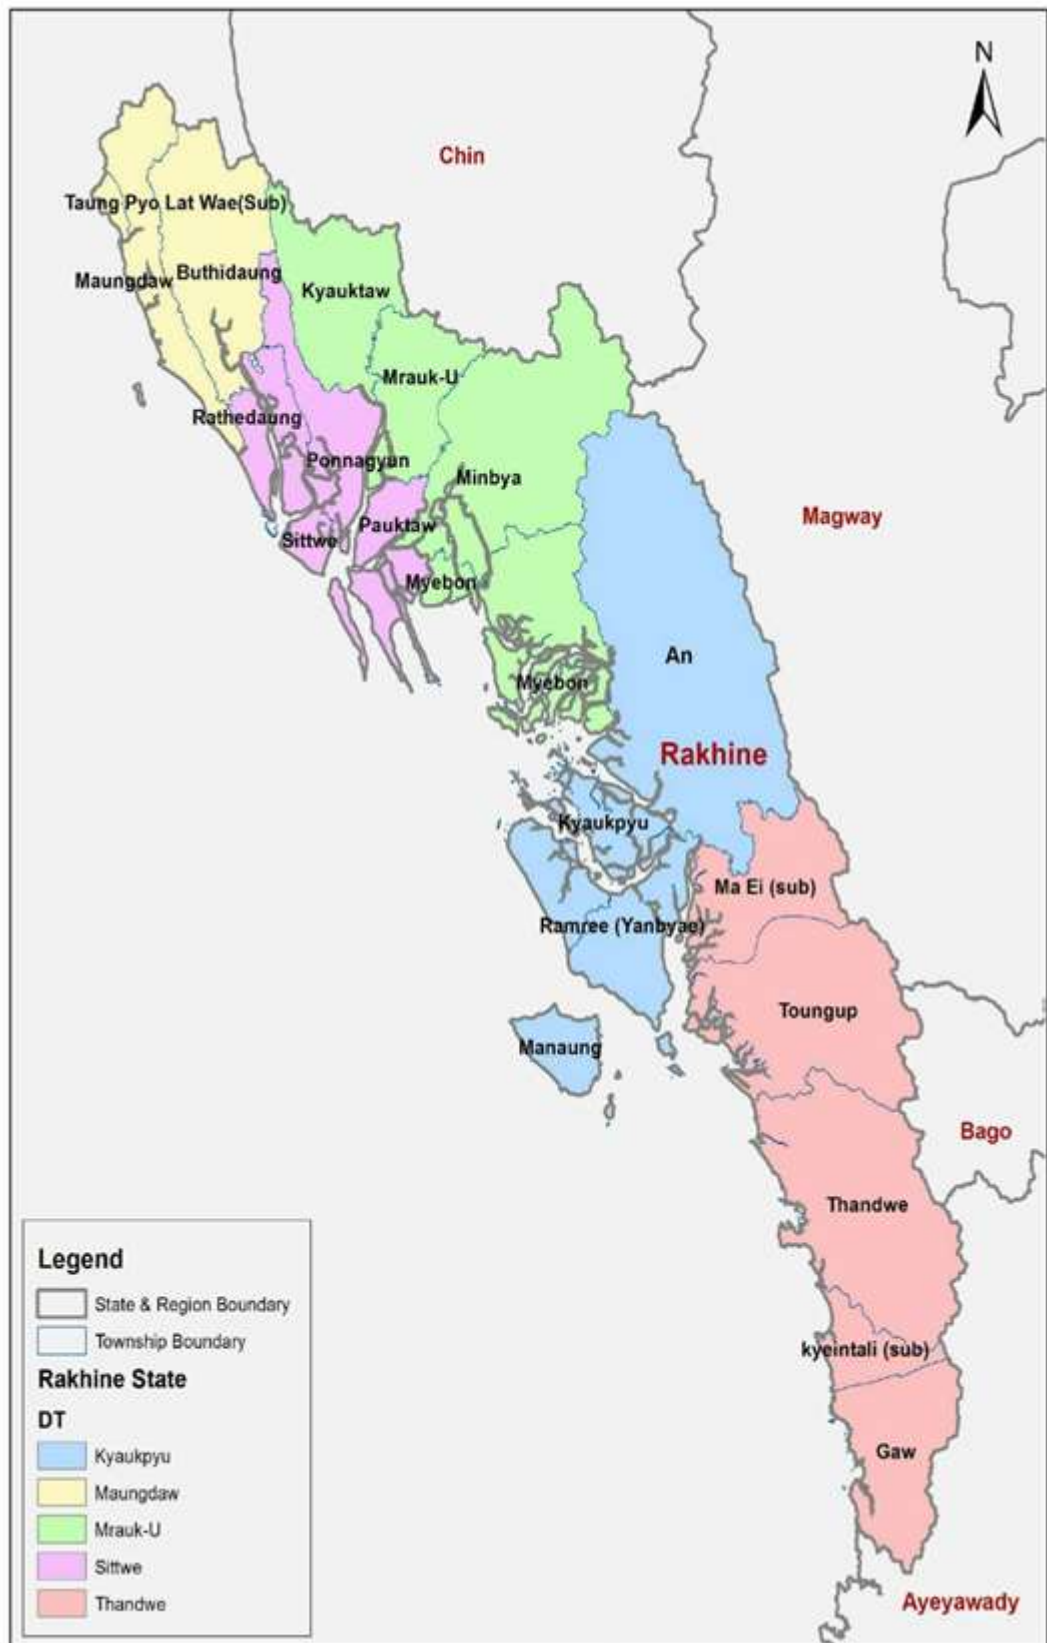 N
Chin
Taung Pyo Lat Wae(Sub)
Maungdaw
Buthidaung
Kyauktaw
Mrauk-U
Rathedaung
Ponnagyun
Minbya
Magway
Pauktaw
Sittwe
Myebon
An
Myebon
Rakhine
Kyaukpyu
Ma Ei (sub)
Ramree (Yanbyae)
Toungup
Manaung
Bago
Thandwe
kyeintali (sub)
Gaw
Ayeyawady
Legend
State & Region Boundary
Township Boundary
Rakhine State
DT
Kyaukpyu
Maungdaw
Mrauk-U
Sittwe
Thandwe